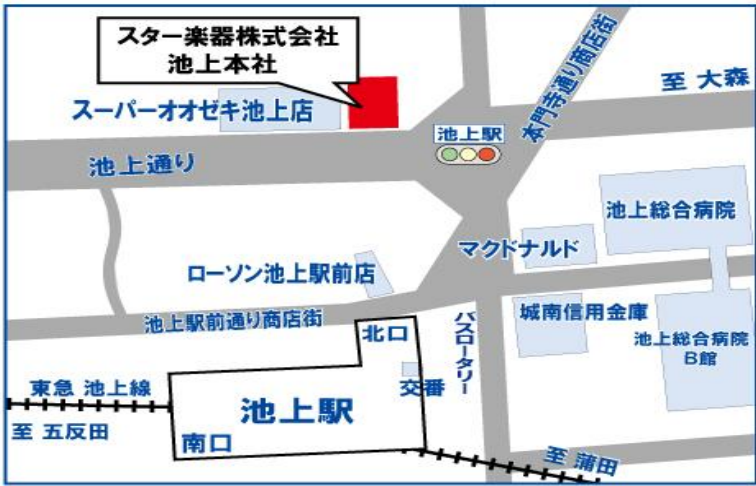 スター楽器株式会社
池上本社
スーパーオオゼキ池上店
至 大森
本門寺通り商店街
池上駅
池上通り
池上総合病院
マクドナルド
ローソン池上駅前店
城南信用金庫
池上駅前通り商店街
バスロータリー
池上総合病院
B館
北口
交番
東急 池上線
池上駅
至 五反田
南口
至 蒲田